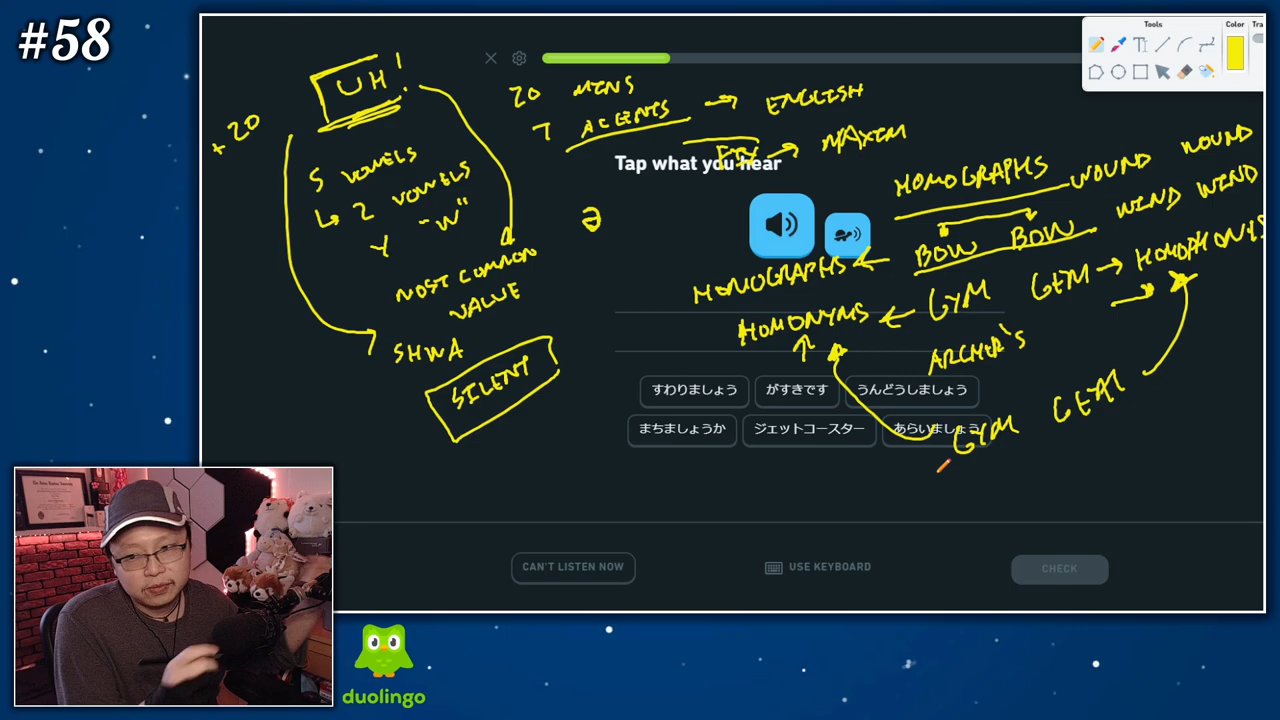 #58
UH!
+20
5 VOWELS
↳ 2 VOWELS
Y "W"
MOST COMMON
VALUE
SHWA
SILENT
20 MINS
7 ACCENTS → ENGLISH
→ MAXIM
Tap what you hear
ə
HOMOGRAPHS WOUND WOUND
BOW BOW WIND WIND
HOMOGRAPHS ←
HOMONYMS ← GYM GEM → HOMOPHONYS
ARCHER'S
GYM
すわりましょう
がすきです
うんどうしましょう
まちましょうか
ジェットコースター
あらいましょう
CAN'T LISTEN NOW
USE KEYBOARD
CHECK
Tools
Color
duolingo